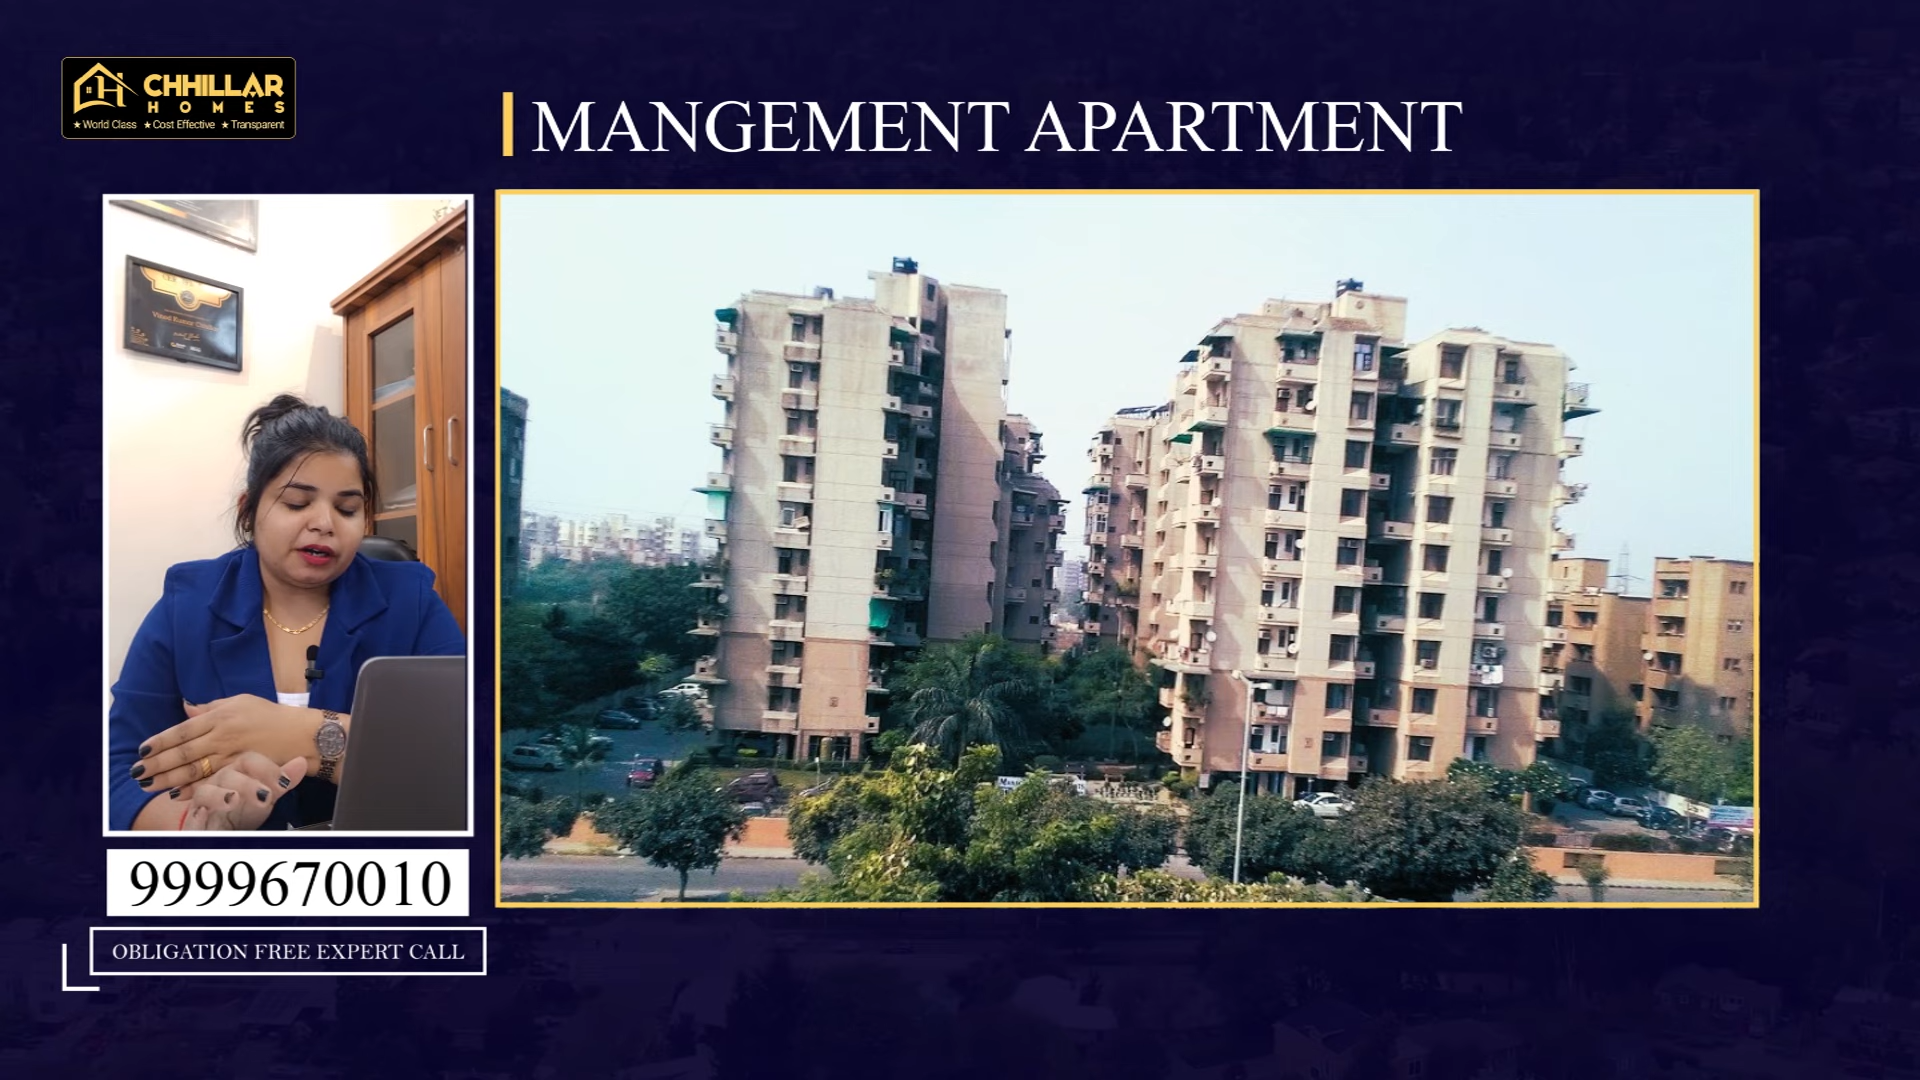 CHHILLAR
HOMES
★World Class ★Cost Effective ★Transparent
MANGEMENT APARTMENT
9999670010
OBLIGATION FREE EXPERT CALL